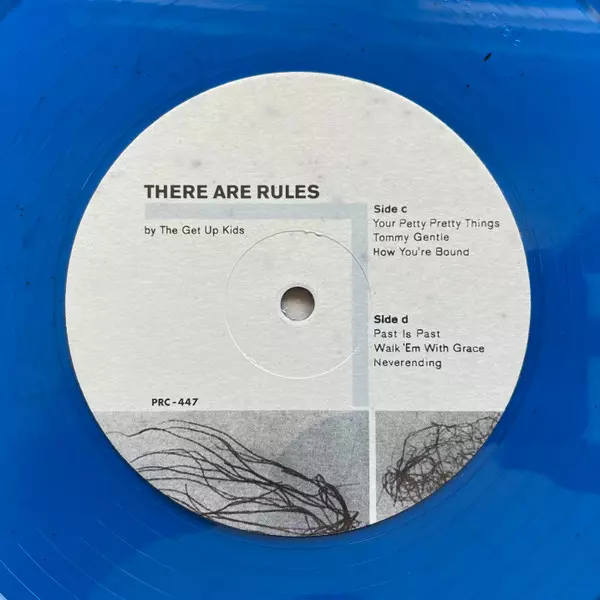 THERE ARE RULES
by The Get Up Kids
Side c
Your Petty Pretty Things
Tommy Gentle
How You're Bound
Side d
Past Is Past
Walk 'Em With Grace
Neverending
PRC-447